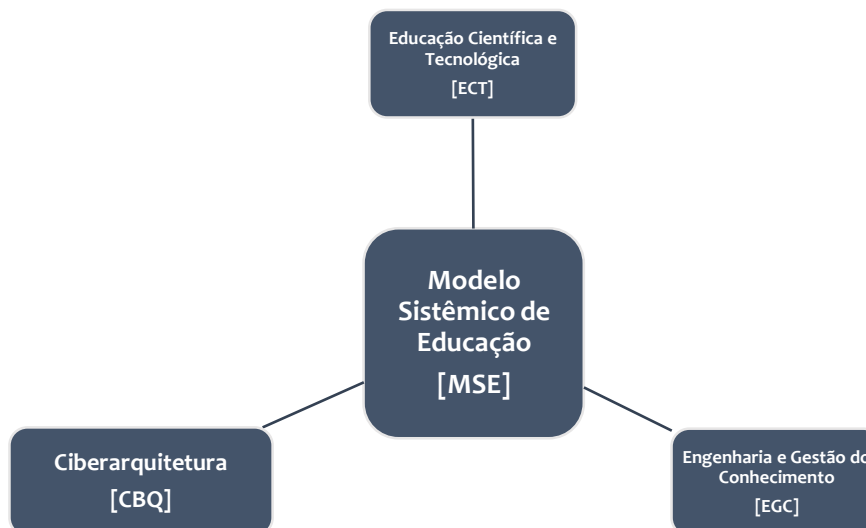 Educação Científica e
Tecnológica
[ECT]
Modelo
Sistêmico de
Educação
[MSE]
Ciberarquitetura
[CBQ]
Engenharia e Gestão do
Conhecimento
[EGC]